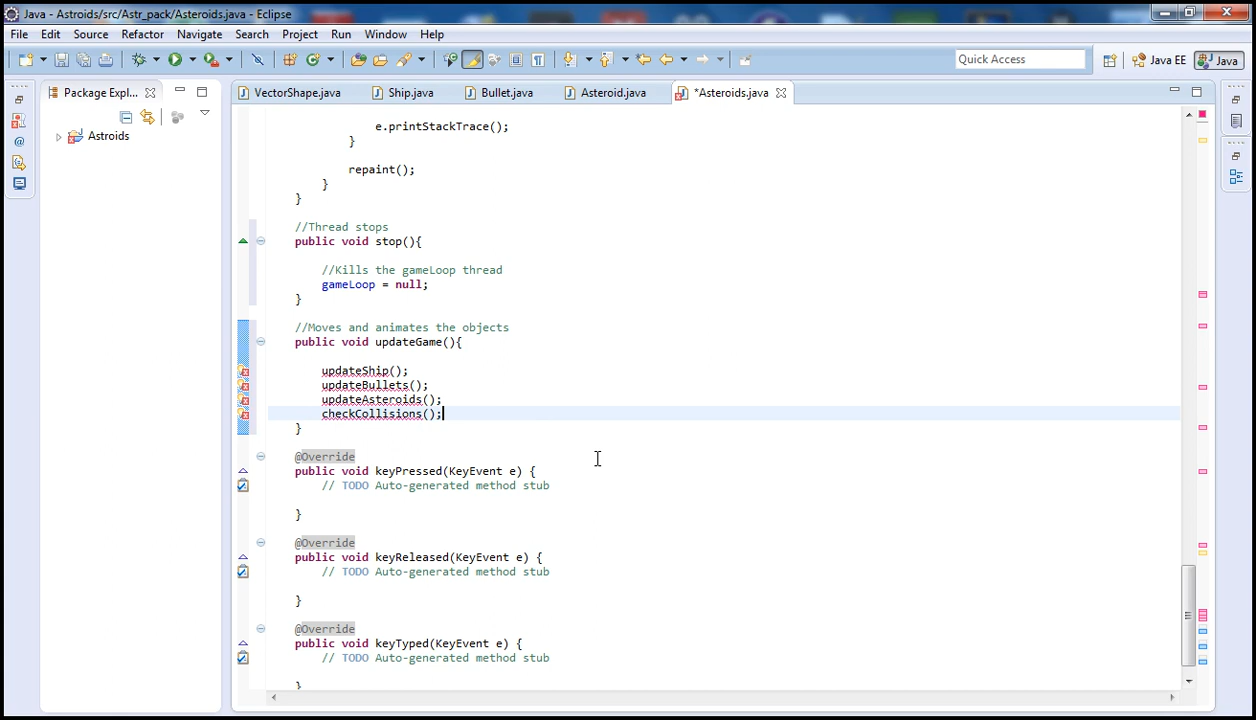 Java - Astroids/src/Astr_pack/Asteroids.java - Eclipse
File Edit Source Refactor Navigate Search Project Run Window Help
Quick Access
Java EE
Java
Package Expl...
VectorShape.java
Ship.java
Bullet.java
Asteroid.java
*Asteroids.java
Astroids
e.printStackTrace();
}
repaint();
}
}
//Thread stops
public void stop(){
//Kills the gameLoop thread
gameLoop = null;
}
//Moves and animates the objects
public void updateGame(){
updateShip();
updateBullets();
updateAsteroids();
checkCollisions();
}
@Override
public void keyPressed(KeyEvent e) {
// TODO Auto-generated method stub
}
@Override
public void keyReleased(KeyEvent e) {
// TODO Auto-generated method stub
}
@Override
public void keyTyped(KeyEvent e) {
// TODO Auto-generated method stub
}